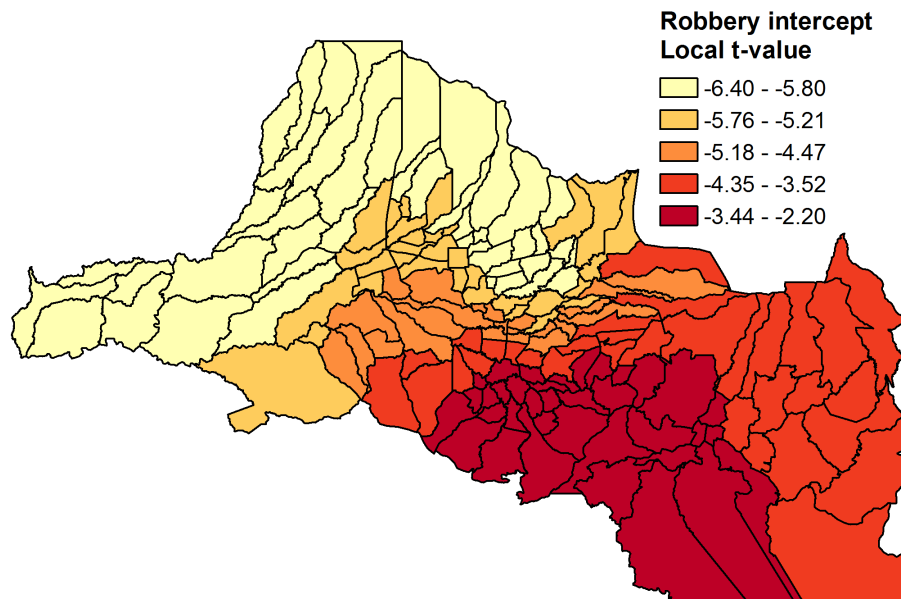 Robbery intercept
Local t-value
-6.40 - -5.80
-5.76 - -5.21
-5.18 - -4.47
-4.35 - -3.52
-3.44 - -2.20